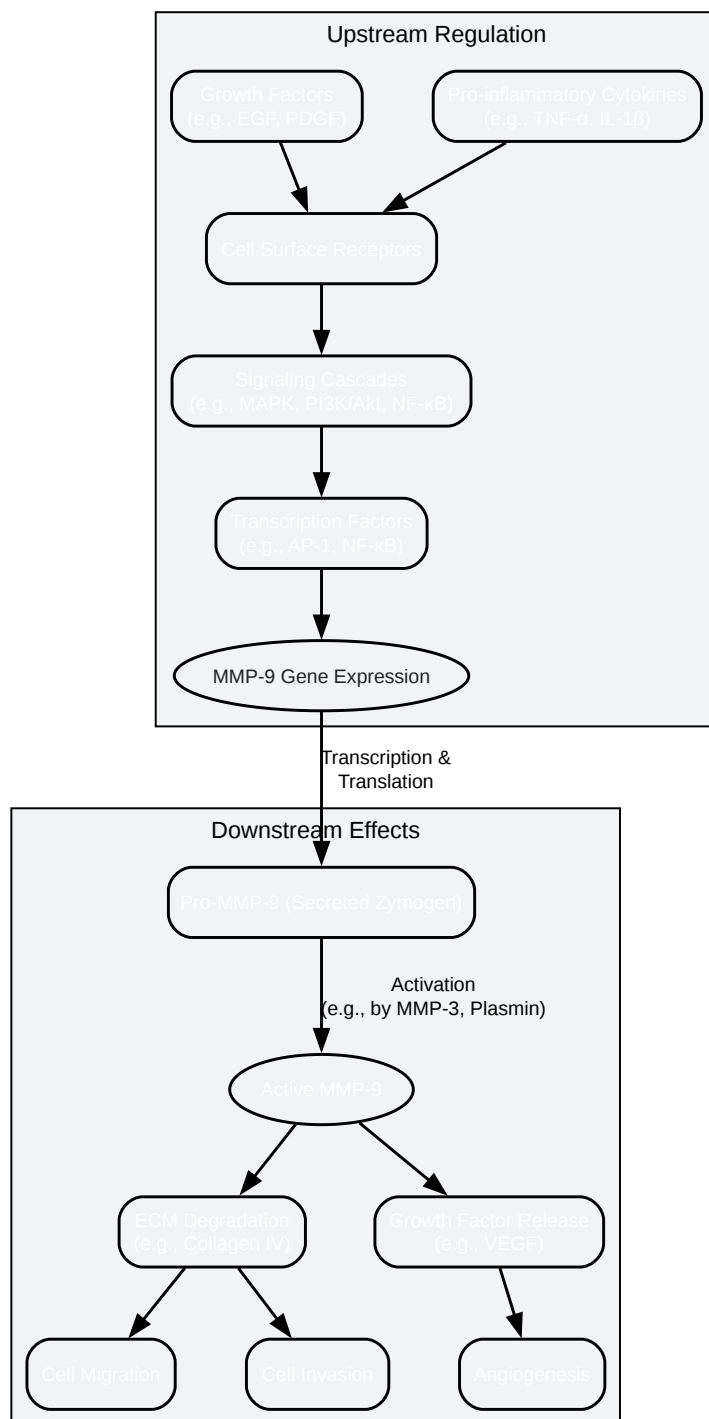 Upstream Regulation
Growth Factors
(e.g., EGF, PDGF)
Pro-inflammatory Cytokines
(e.g., TNF-α, IL-1β)
Cell Surface Receptors
Signaling Cascades
(e.g., MAPK, PI3K/Akt, NF-κB)
Transcription Factors
(e.g., AP-1, NF-κB)
MMP-9 Gene Expression
Transcription &
Translation
Downstream Effects
Pro-MMP-9 (Secreted Zymogen)
Activation
(e.g., by MMP-3, Plasmin)
Active MMP-9
ECM Degradation
(e.g., Collagen IV)
Growth Factor Release
(e.g., VEGF)
Cell Migration
Cell Invasion
Angiogenesis